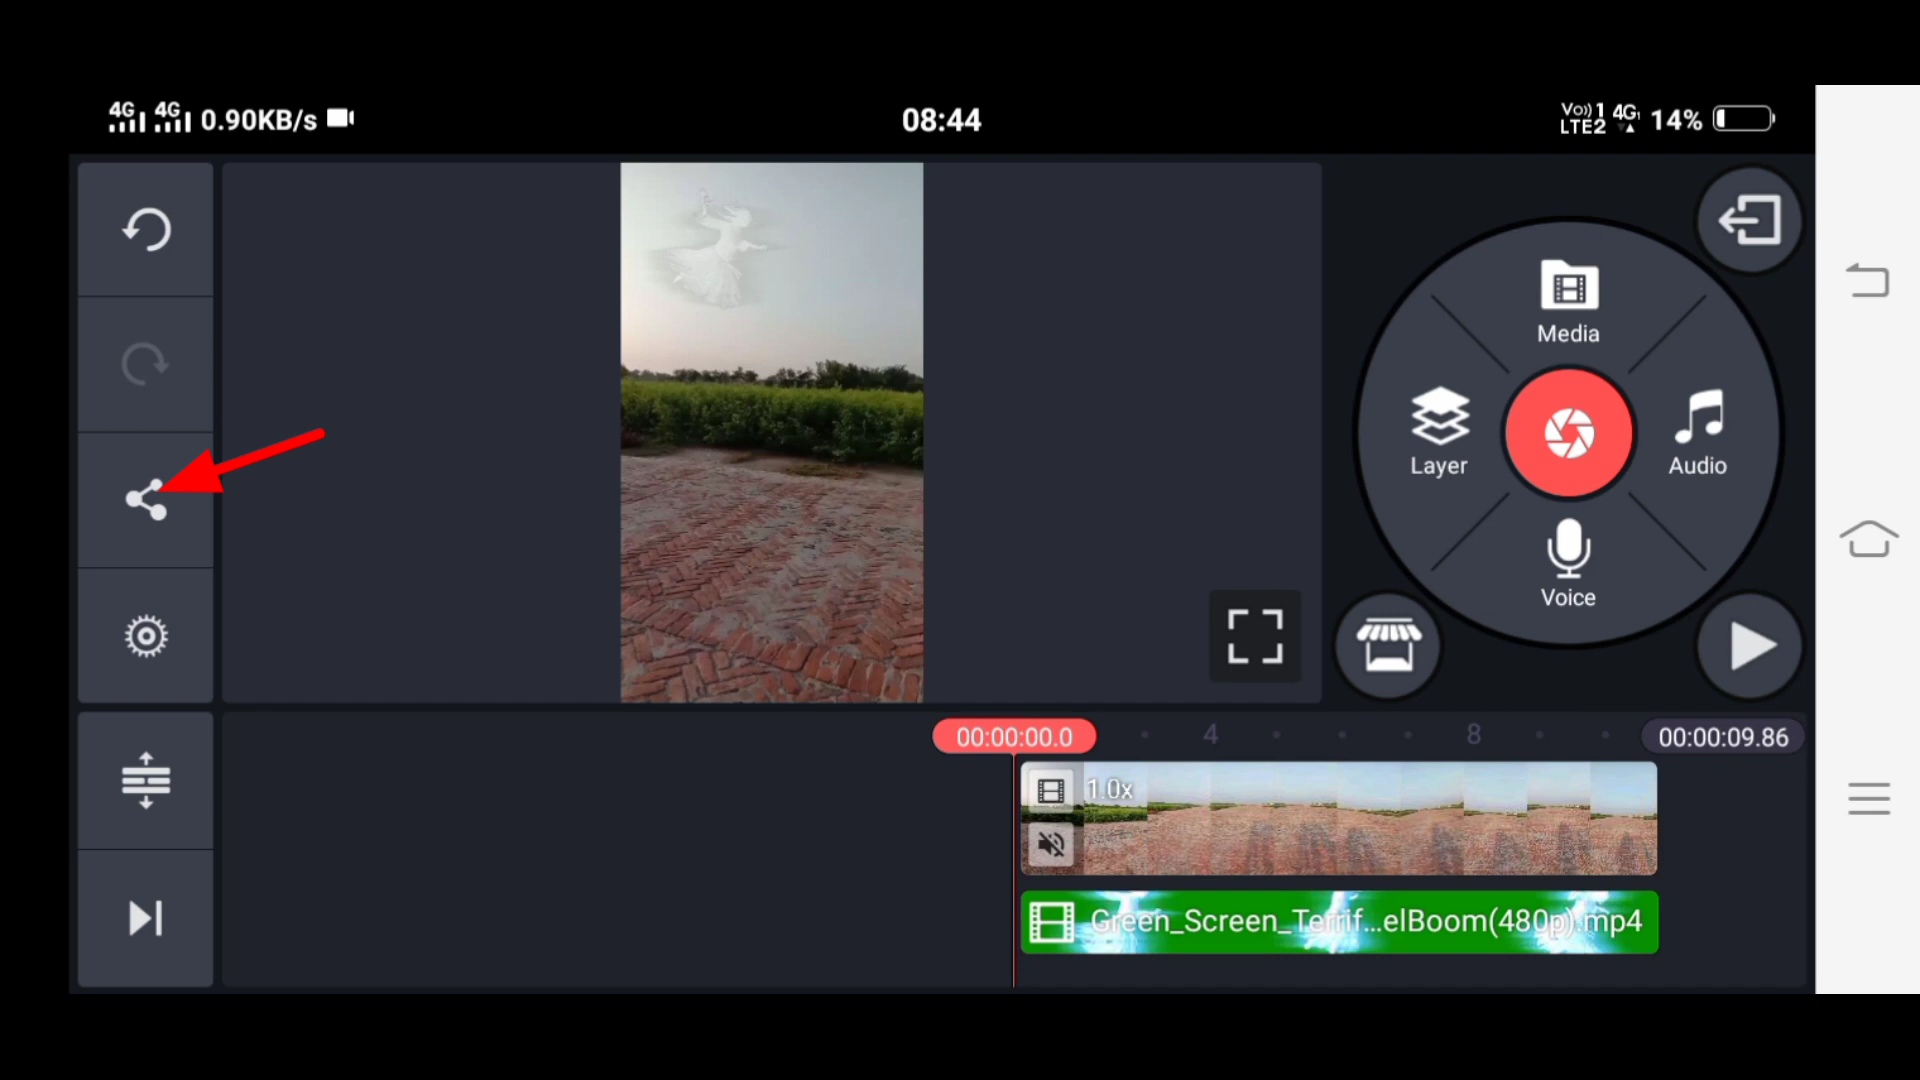 4G 4G 0.90KB/s
08:44
Vo)) 1 4G
LTE2
14%
Media
Layer
Audio
Voice
00:00:00.0
4
8
00:00:09.86
1.0x
Green_Screen_Terrif...elBoom(480p).mp4